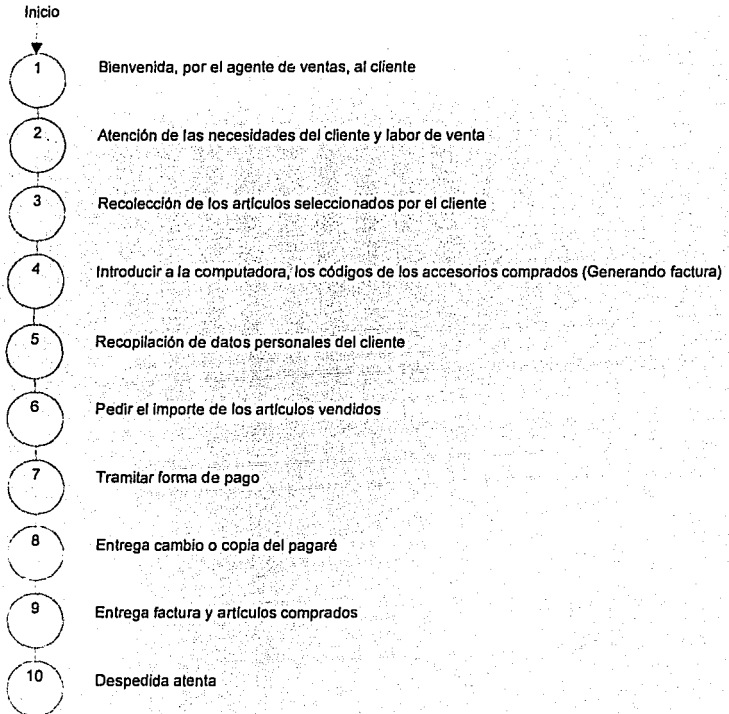 Inicio
1 Bienvenida, por el agente de ventas, al cliente
2 Atención de las necesidades del cliente y labor de venta
3 Recolección de los artículos seleccionados por el cliente
4 Introducir a la computadora, los códigos de los accesorios comprados (Generando factura)
5 Recopilación de datos personales del cliente
6 Pedir el importe de los artículos vendidos
7 Tramitar forma de pago
8 Entrega cambio o copia del pagaré
9 Entrega factura y artículos comprados
10 Despedida atenta